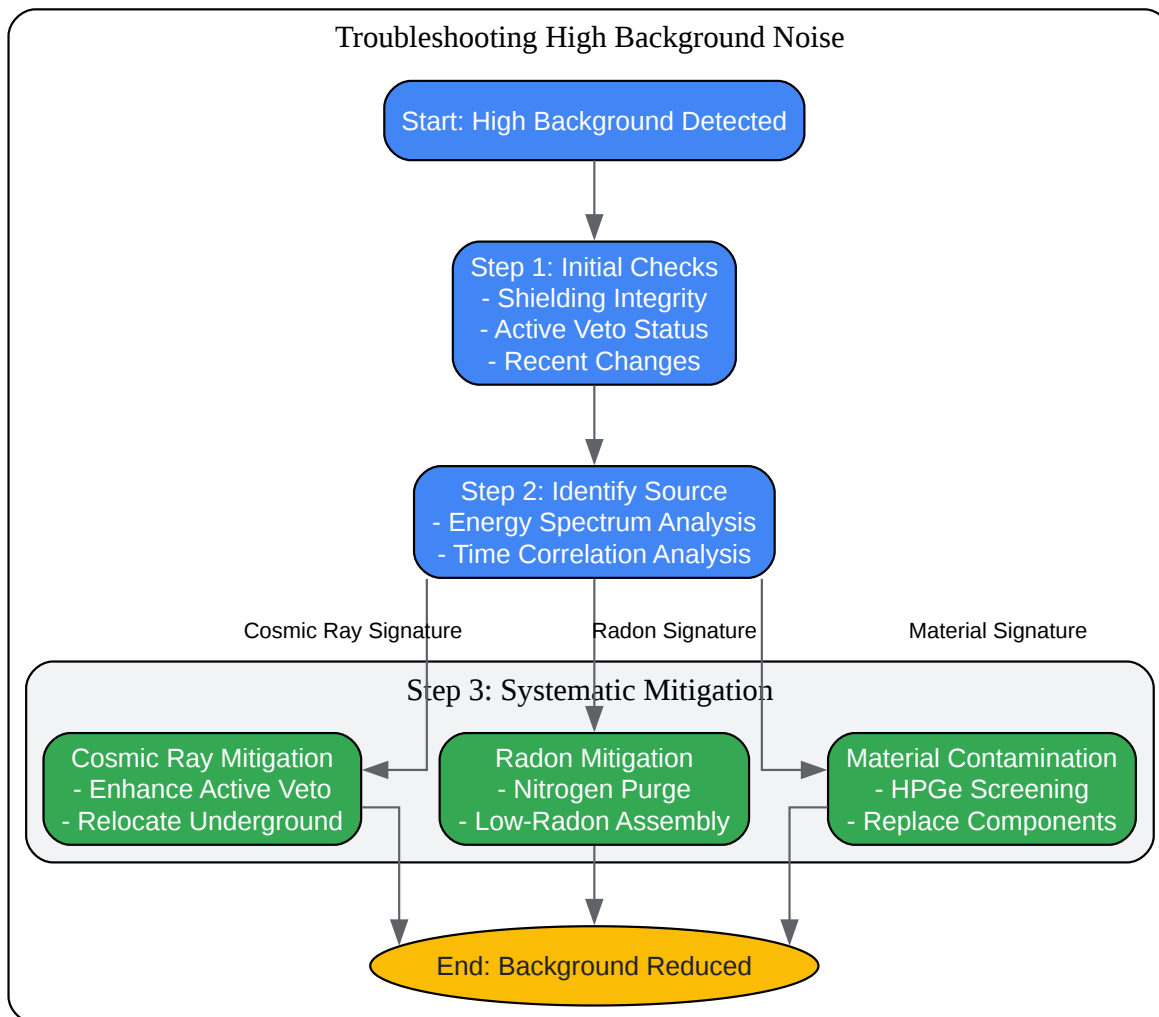 Troubleshooting High Background Noise
Start: High Background Detected
Step 1: Initial Checks
- Shielding Integrity
- Active Veto Status
- Recent Changes
Step 2: Identify Source
- Energy Spectrum Analysis
- Time Correlation Analysis
Cosmic Ray Signature
Radon Signature
Material Signature
Step 3: Systematic Mitigation
Cosmic Ray Mitigation
- Enhance Active Veto
- Relocate Underground
Radon Mitigation
- Nitrogen Purge
- Low-Radon Assembly
Material Contamination
- HPGe Screening
- Replace Components
End: Background Reduced